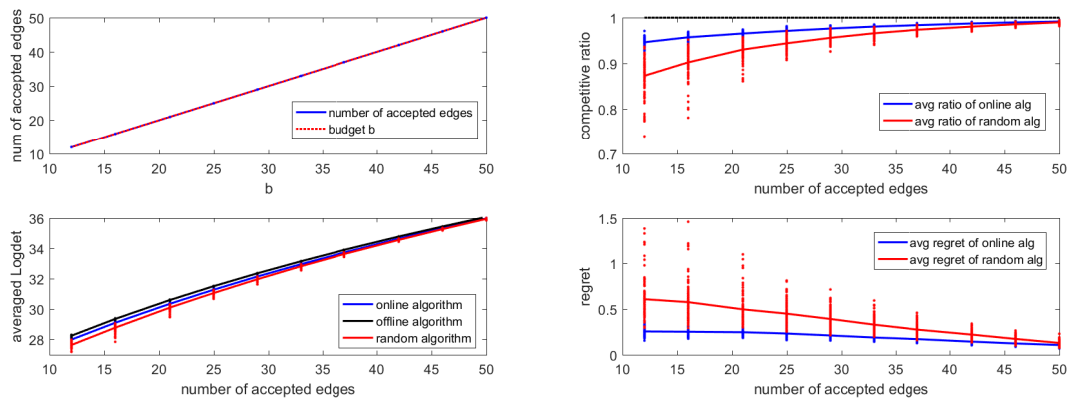 num of accepted edges
50
40
30
20
10
10 15 20 25 30 35 40 45 50
b
number of accepted edges
budget b
competitive ratio
1
0.9
0.8
0.7
10 15 20 25 30 35 40 45 50
number of accepted edges
avg ratio of online alg
avg ratio of random alg
averaged Logdet
36
34
32
30
28
10 15 20 25 30 35 40 45 50
number of accepted edges
online algorithm
offline algorithm
random algorithm
regret
1.5
1
0.5
0
10 15 20 25 30 35 40 45 50
number of accepted edges
avg regret of online alg
avg regret of random alg